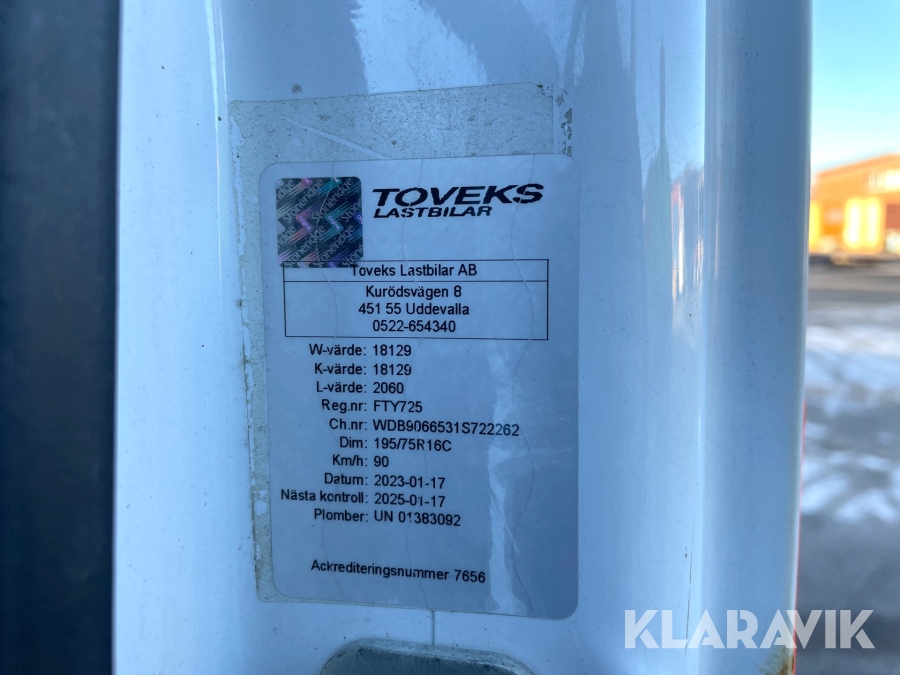 Stoneridge
TOVEKS
LASTBILAR
Toveks Lastbilar AB
Kurödsvägen 8
451 55 Uddevalla
0522-654340
W-värde: 18129
K-värde: 18129
L-värde: 2060
Reg.nr: FTY725
Ch.nr: WDB9066531S722262
Dim: 195/75R16C
Km/h: 90
Datum: 2023-01-17
Nästa kontroll: 2025-01-17
Plomber: UN 01383092
Ackrediteringsnummer 7656
KLARAVIK